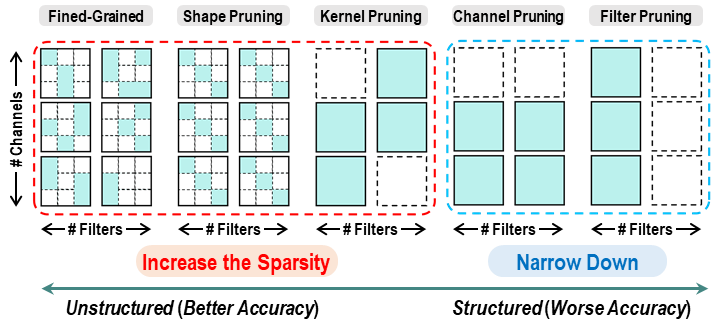 Fined-Grained Shape Pruning Kernel Pruning Channel Pruning Filter Pruning
# Channels
# Filters # Filters # Filters # Filters # Filters
Increase the Sparsity Narrow Down
Unstructured (Better Accuracy) Structured (Worse Accuracy)